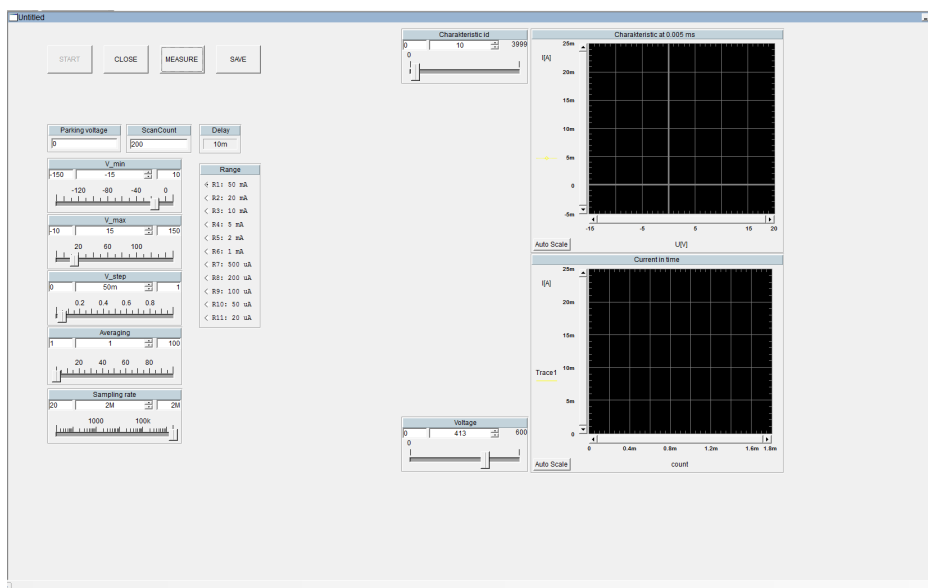 Untitled
START CLOSE MEASURE SAVE
Parking voltage ScanCount Delay
0 200 10m
V_min
-150 -15 10
-120 -80 -40 0
V_max
-10 15 150
20 60 100
V_step
0 50m 1
0.2 0.4 0.6 0.8
Averaging
1 1 100
20 40 60 80
Sampling rate
20 2M 2M
1000 100k
Range
R1: 50 mA
R2: 20 mA
R3: 10 mA
R4: 5 mA
R5: 2 mA
R6: 1 mA
R7: 500 uA
R8: 200 uA
R9: 100 uA
R10: 50 uA
R11: 20 uA
Charakteristic id
0 10 3999
0
Voltage
0 413 600
0
Charakteristic at 0.005 ms
I[A]
25m
20m
15m
10m
5m
0
-5m
-15 -5 5 15 20
Auto Scale
U[V]
Current in time
I[A]
25m
20m
15m
Trace1 10m
5m
0
0 0.4m 0.8m 1.2m 1.6m 1.8m
Auto Scale
count